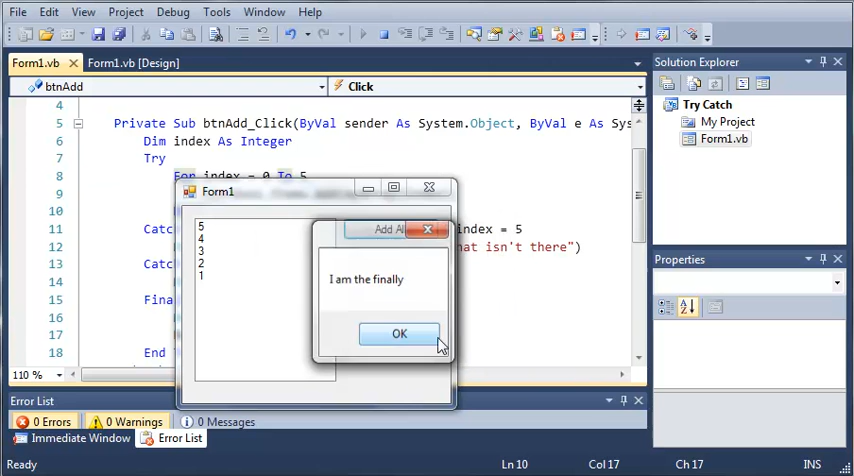 File Edit View Project Debug Tools Window Help
Form1.vb Form1.vb [Design]
btnAdd Click
4
5 Private Sub btnAdd_Click(ByVal sender As System.Object, ByVal e As Sys
6 Dim index As Integer
7 Try
8 For index = 0 To 5
9
10
11 Catc index = 5
12 hat isn't there")
13 Catc
14
15 Fina
16
17
18 End T
110 %
Form1
5
4
3
2
1
Add Al
I am the finally
OK
Solution Explorer
Try Catch
My Project
Form1.vb
Properties
Error List
0 Errors 0 Warnings 0 Messages
Immediate Window Error List
Ready Ln 10 Col 17 Ch 17 INS